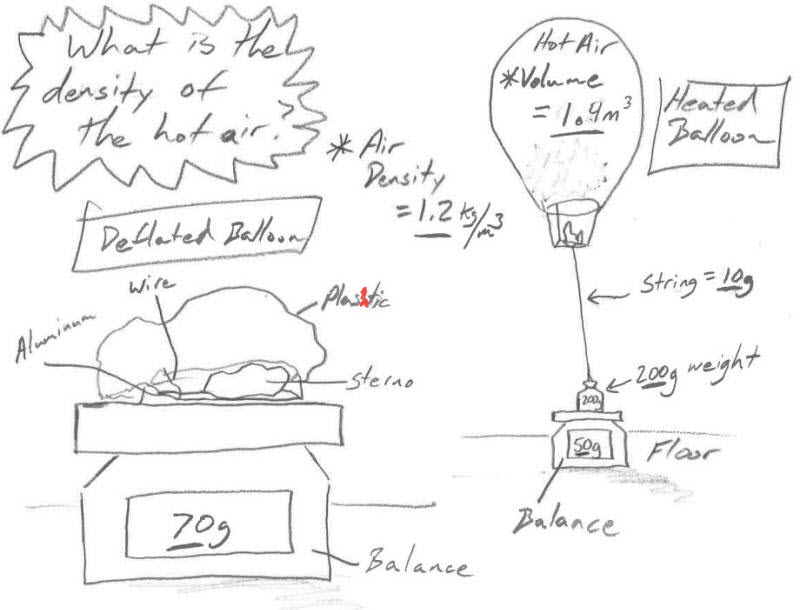 What is the
density of
the hot air?
* Air
Density
= 1.2 kg/m³
Deflated Balloon
wire
Plastic
Aluminum
sterno
70g
Balance
Hot Air
*Volume
= 1.4m³
Heated
Balloon
String = 10g
200g weight
200g
50g
Floor
Balance